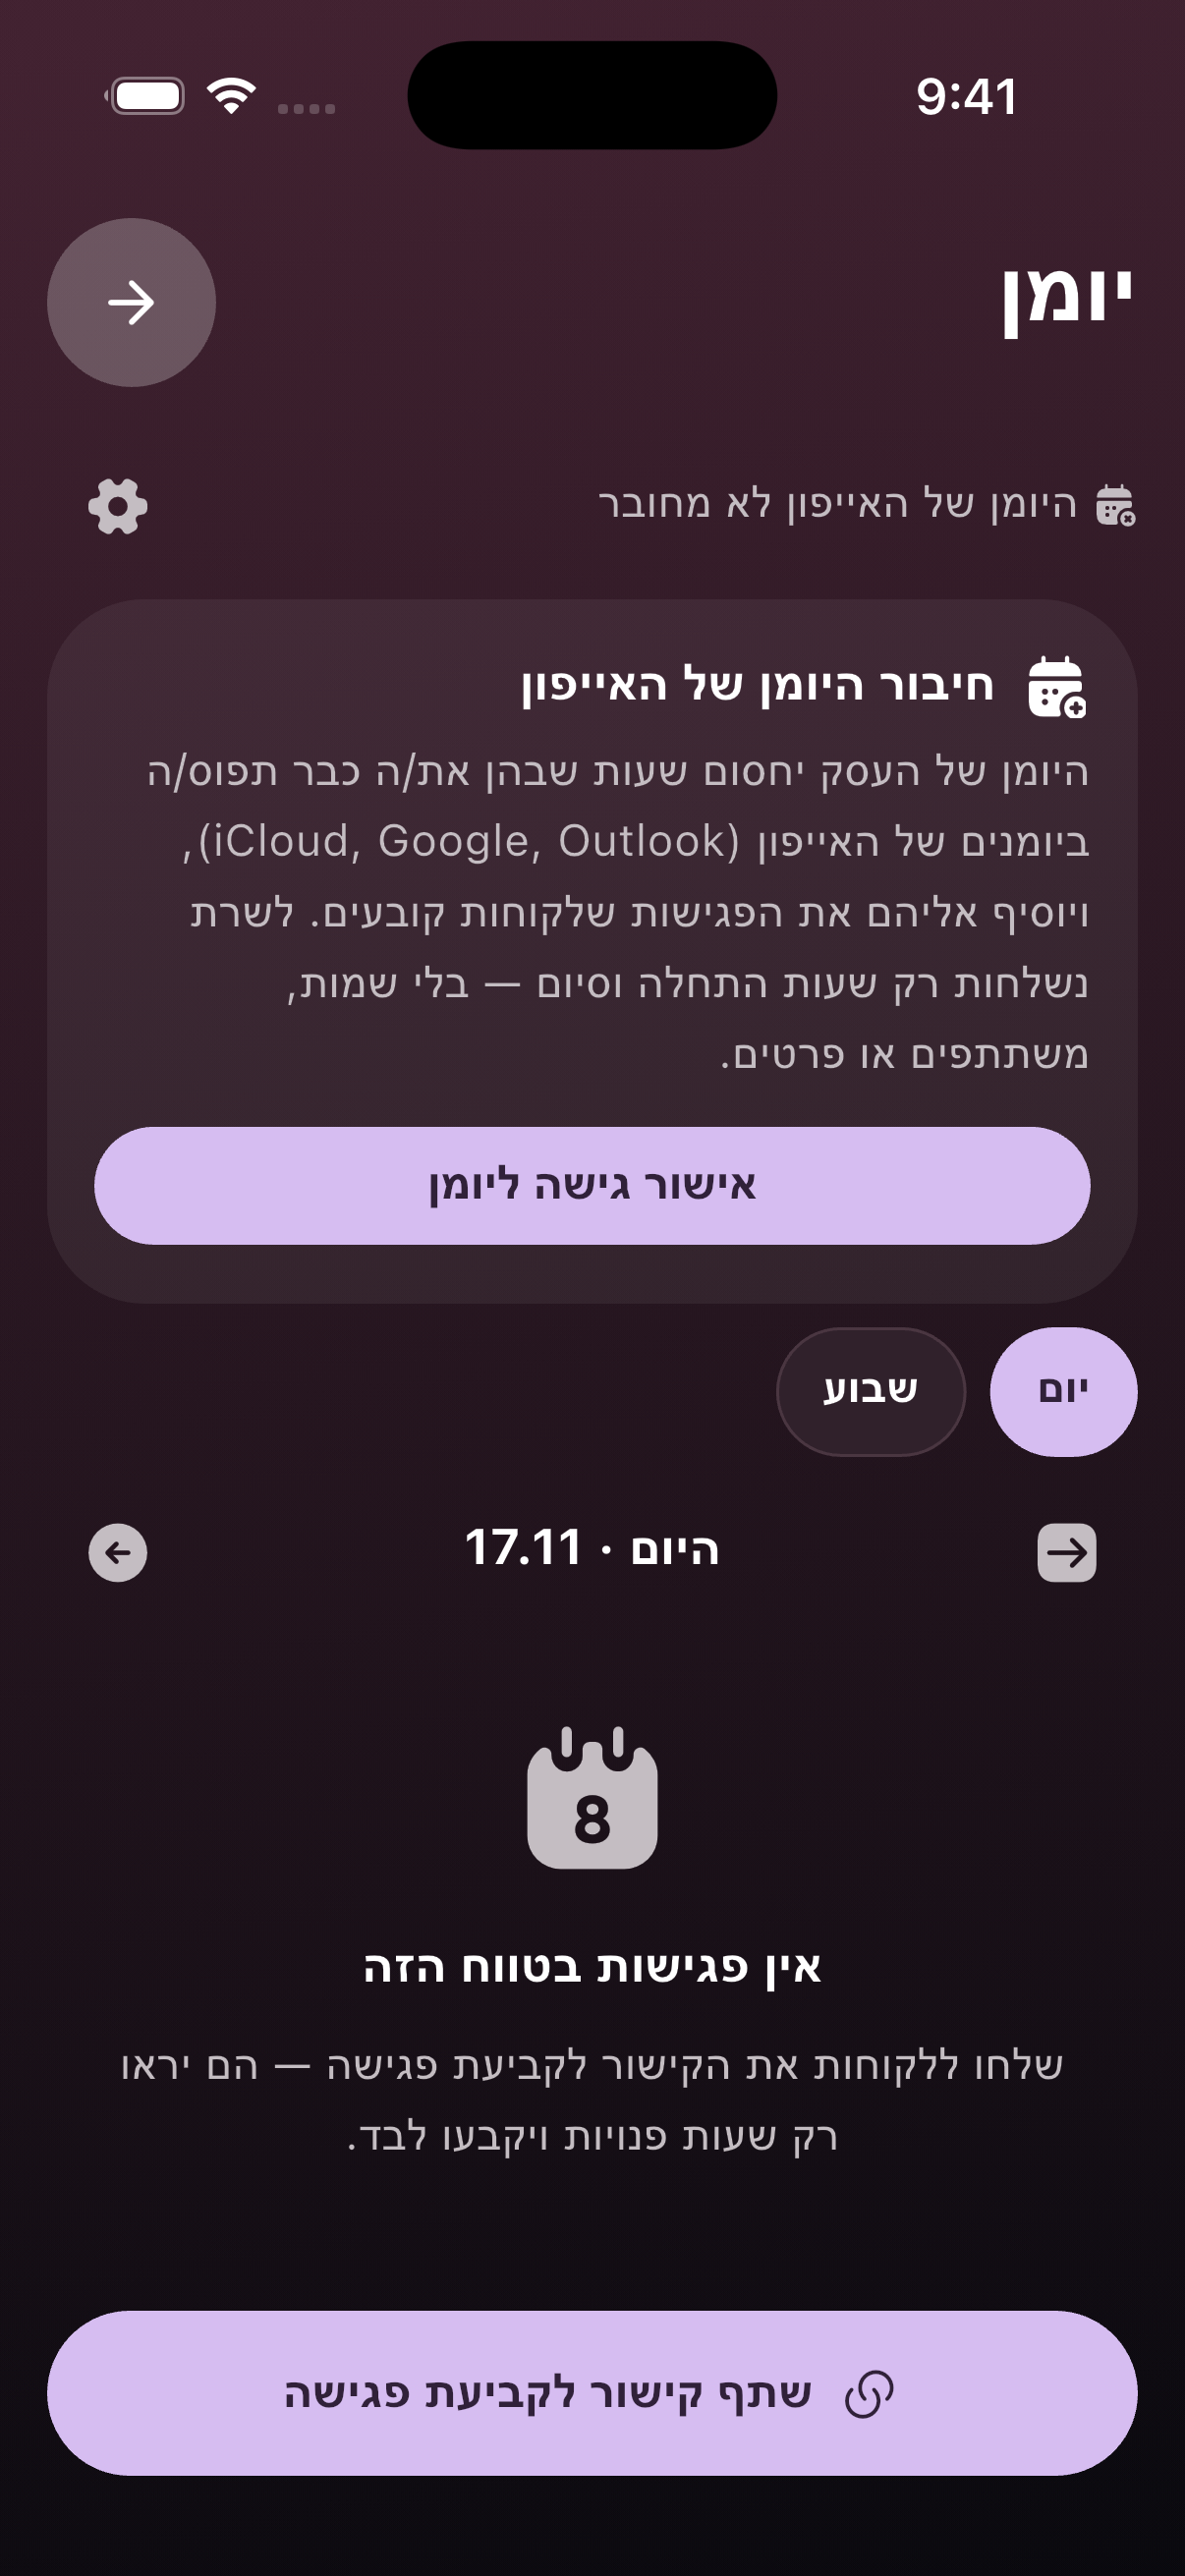 9:41
יומן
היומן של האייפון לא מחובר
חיבור היומן של האייפון
היומן של העסק יחסום שעות שבהן את/ה כבר תפוס/ה
ביומנים של האייפון (iCloud, Google, Outlook),
ויוסיף אליהם את הפגישות שלקוחות קובעים. לשרת
נשלחות רק שעות התחלה וסיום — בלי שמות,
משתתפים או פרטים.
אישור גישה ליומן
יום
שבוע
היום · 17.11
8
אין פגישות בטווח הזה
שלחו ללקוחות את הקישור לקביעת פגישה — הם יראו
רק שעות פנויות ויקבעו לבד.
שתף קישור לקביעת פגישה